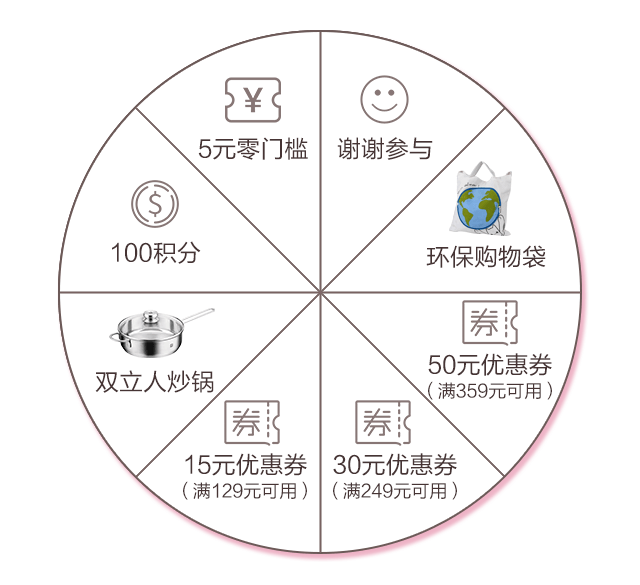 ¥
5元零门槛
谢谢参与
$
100积分
环保购物袋
双立人炒锅
券
50元优惠券
（满359元可用）
券
15元优惠券
（满129元可用）
券
30元优惠券
（满249元可用）